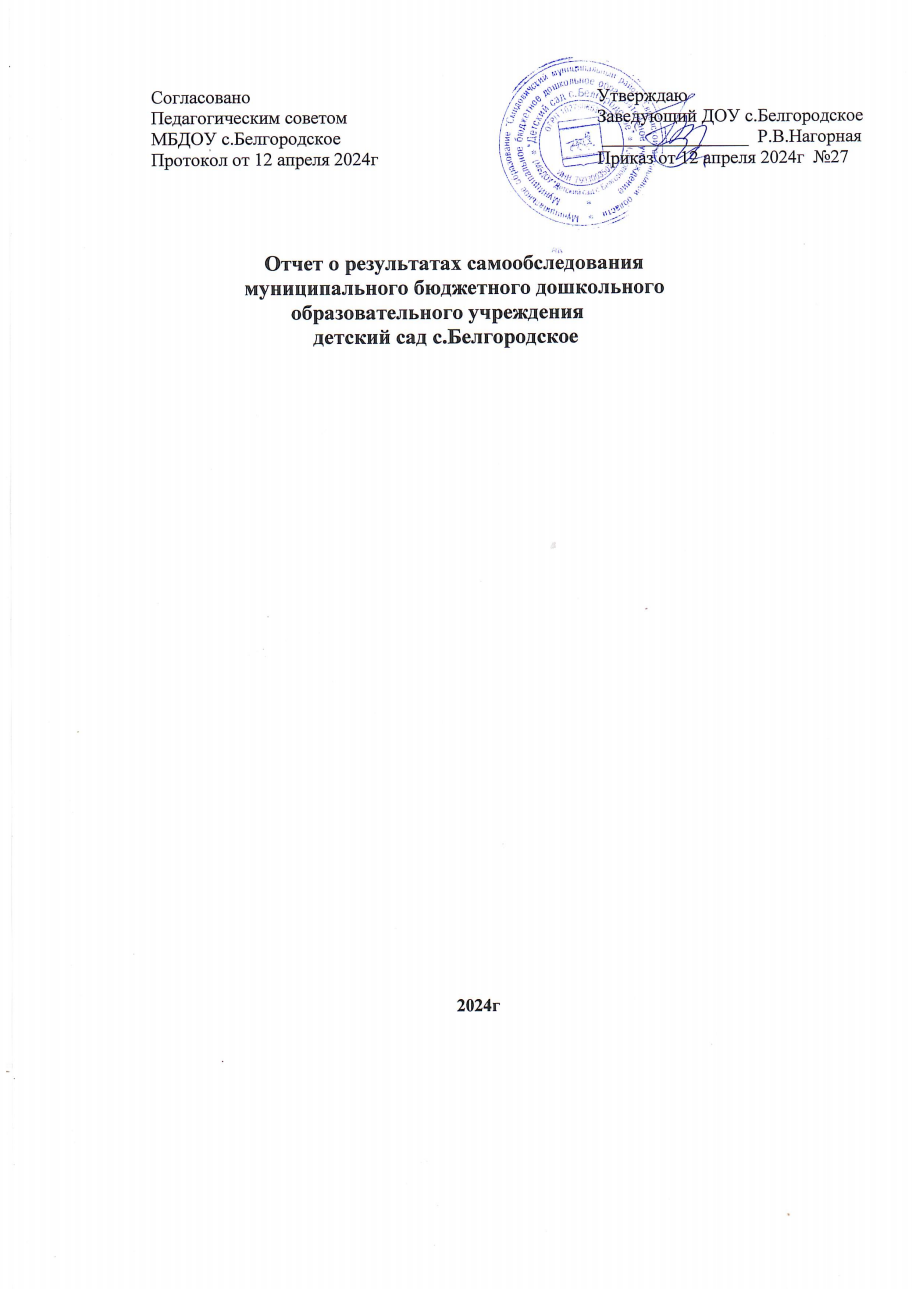 Согласовано
Педагогическим советом
МБДОУ с.Белгородское
Протокол от 12 апреля 2024г
Утверждаю
Заведующий ДОУ с.Белгородское
_________________ Р.В.Нагорная
Приказ от 12 апреля 2024г №27
Отчет о результатах самообследования
муниципального бюджетного дошкольного
образовательного учреждения
детский сад с.Белгородское
2024г